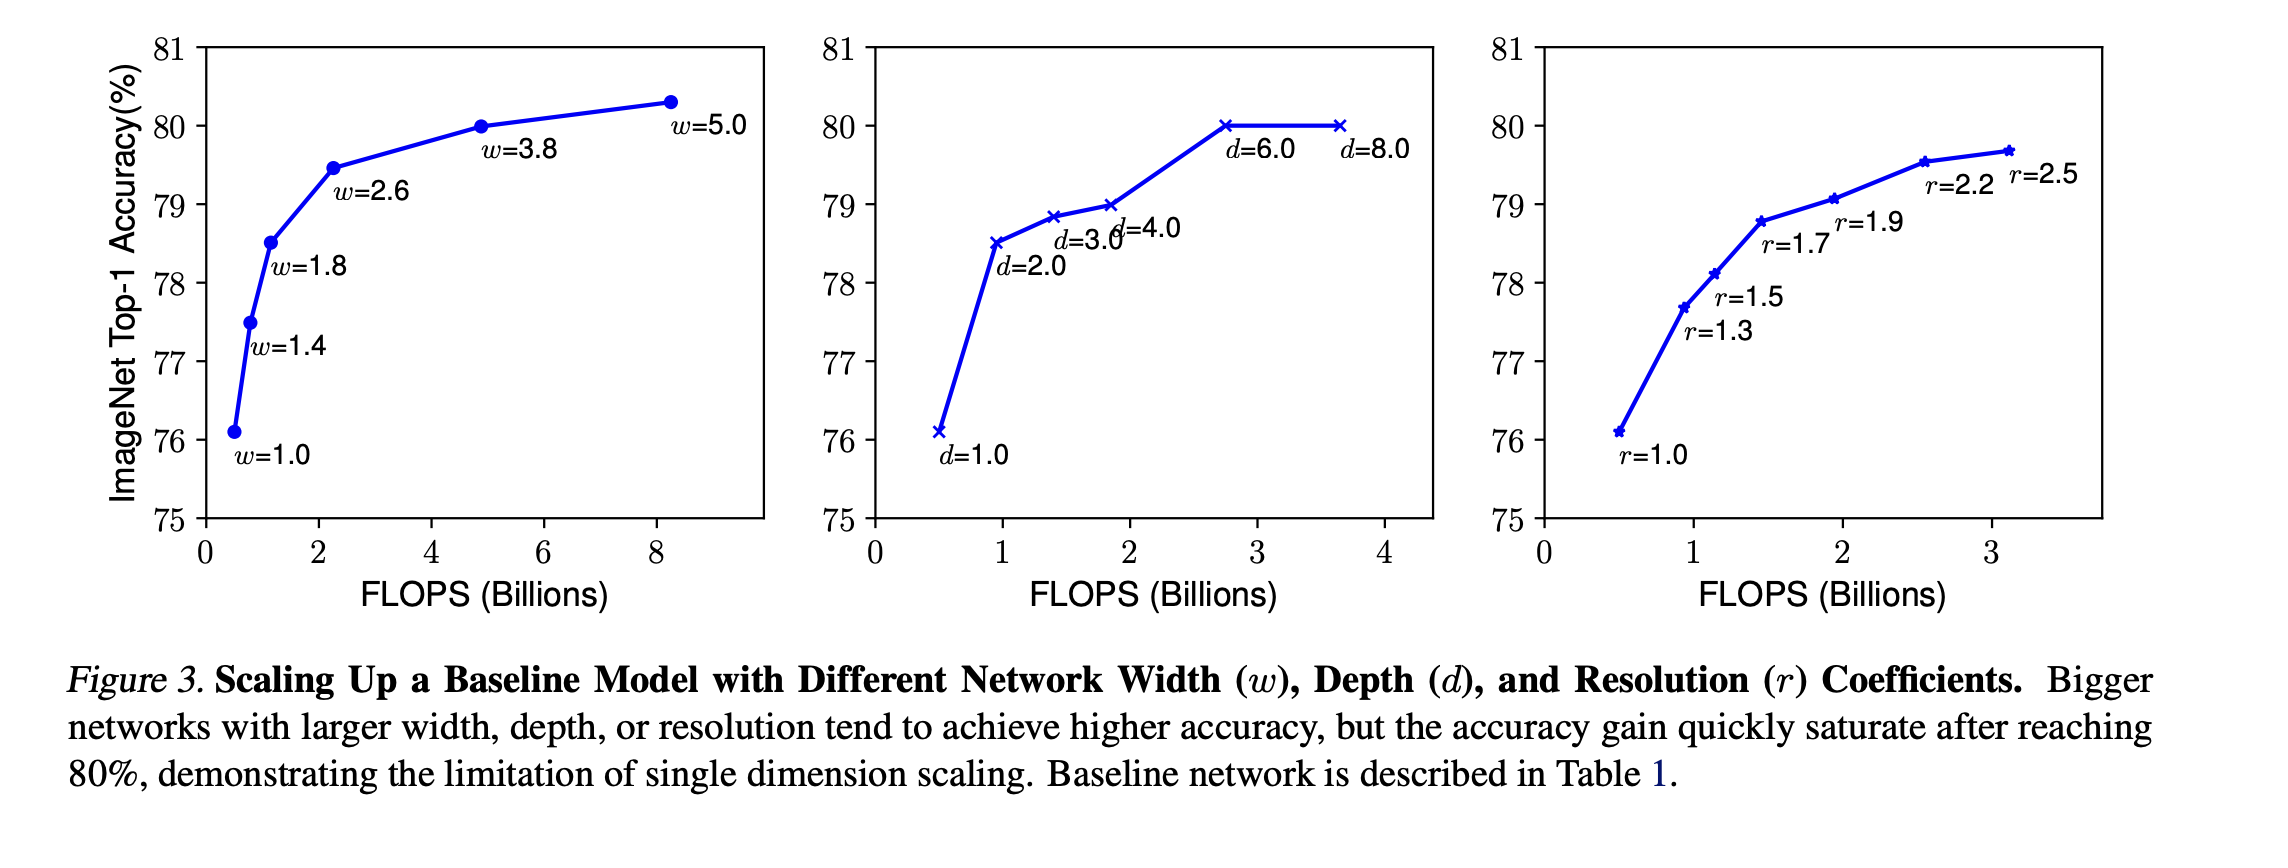 ImageNet Top-1 Accuracy(%)
81
80
79
78
77
76
75
w=1.0
w=1.4
w=1.8
w=2.6
w=3.8
w=5.0
0 2 4 6 8
FLOPS (Billions)
81
80
79
78
77
76
75
d=1.0
d=2.0
d=3.0
d=4.0
d=6.0
d=8.0
0 1 2 3 4
FLOPS (Billions)
81
80
79
78
77
76
75
r=1.0
r=1.3
r=1.5
r=1.7
r=1.9
r=2.2
r=2.5
0 1 2 3
FLOPS (Billions)
Figure 3. Scaling Up a Baseline Model with Different Network Width (w), Depth (d), and Resolution (r) Coefficients. Bigger
networks with larger width, depth, or resolution tend to achieve higher accuracy, but the accuracy gain quickly saturate after reaching
80%, demonstrating the limitation of single dimension scaling. Baseline network is described in Table 1.